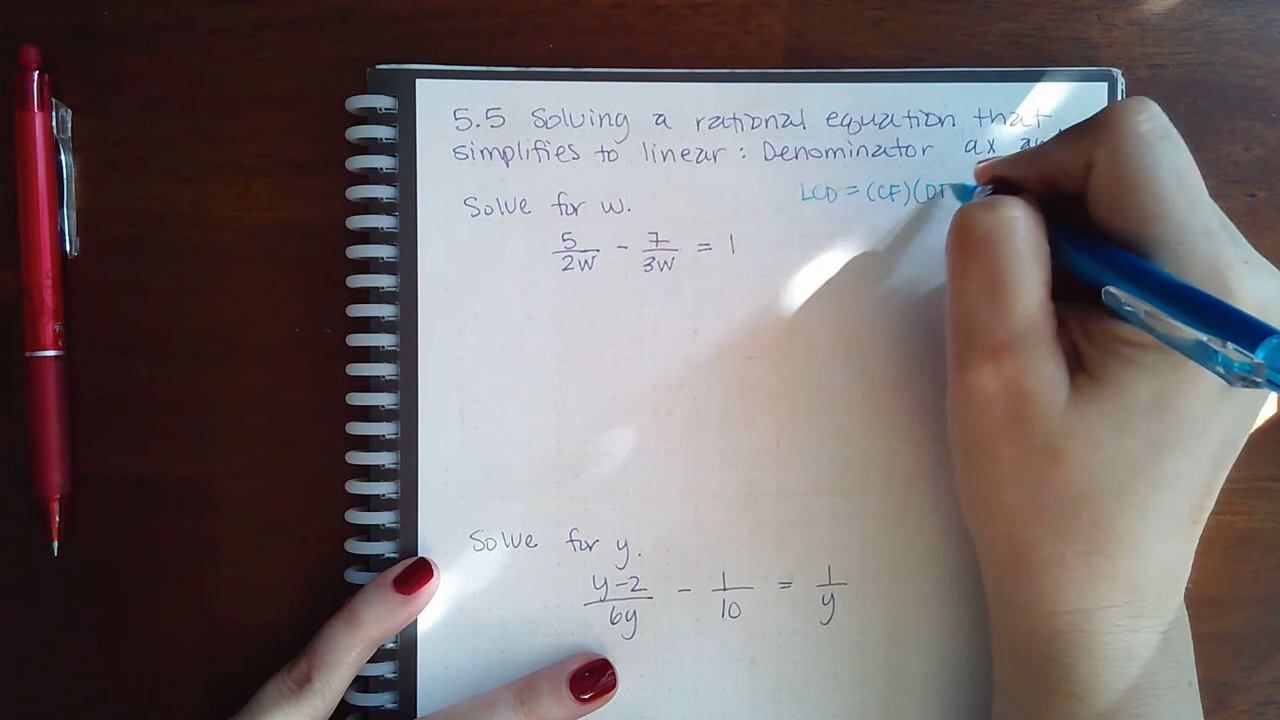 5.5 Solving a rational equation that
simplifies to linear: Denominator ax
LCD = (CF)(D
Solve for w.
5/2w - 7/3w = 1
Solve for y.
y-2/6y - 1/10 = 1/y